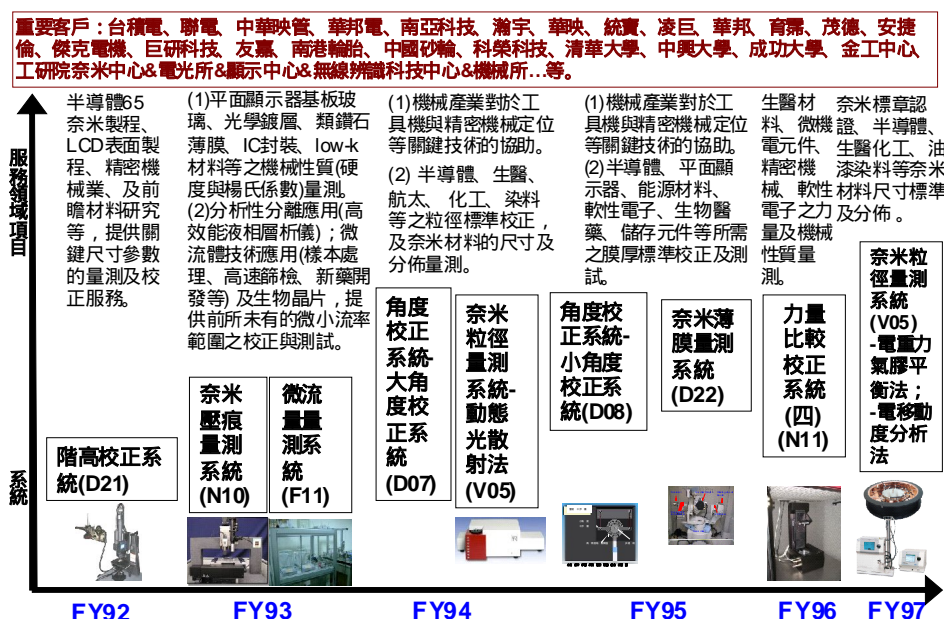 重要客戶：台積電、聯電、中華映管、華邦電、南亞科技、瀚宇、華映、統寶、凌巨、華邦、育霈、茂德、安捷
倫、傑克電機、巨研科技、友嘉、南港輪胎、中國砂輪、科榮科技、清華大學、中興大學、成功大學、金工中心、
工研院奈米中心&電光所&顯示中心&無線辨識科技中心&機械所…等。
服務領域項目
半導體65
奈米製程、
LCD表面製
程、精密機
械業、及前
瞻材料研究
等，提供關
鍵尺寸參數
的量測及校
正服務。
(1)平面顯示器基板玻
璃、光學鍍層、類鑽石
薄膜、IC封裝、low-k
材料等之機械性質(硬
度與楊氏係數)量測。
(2)分析性分離應用(高
效能液相層析儀)；微
流體技術應用(樣本處
理、高速篩檢、新藥開
發等) 及生物晶片，提
供前所未有的微小流率
範圍之校正與測試。
(1)機械產業對於工
具機與精密機械定位
等關鍵技術的協助。
(2) 半導體、生醫、
航太、 化工、染料
等之粒徑標準校正，
及奈米材料的尺寸及
分佈量測。
(1)機械產業對於工
具機與精密機械定位
等關鍵技術的協助。
(2)半導體、平面顯
示器、能源材料、
軟性電子、生物醫
藥、儲存元件等所需
之膜厚標準校正及測
試。
生醫材
料、微機
電元件、
精密機
械、軟性
電子之力
量及機械
性質量
測。
奈米標章認
證、半導體、
生醫化工、油
漆染料等奈米
材料尺寸標準
及分佈。
系統
階高校正系
統(D21)
奈米
壓痕
量測
系統
(N10)
微流
量量
測系
統
(F11)
角度
校正
系統-
大角
度校
正系
統
(D07)
奈米
粒徑
量測
系統-
動態
光散
射法
(V05)
角度校
正系統-
小角度
校正系
統(D08)
奈米薄
膜量測
系統
(D22)
力量
比較
校正
系統
(四)
(N11)
奈米粒
徑量測
系統
(V05)
-電重力
氣膠平
衡法；
-電移動
度分析
法
FY92
FY93
FY94
FY95
FY96
FY97